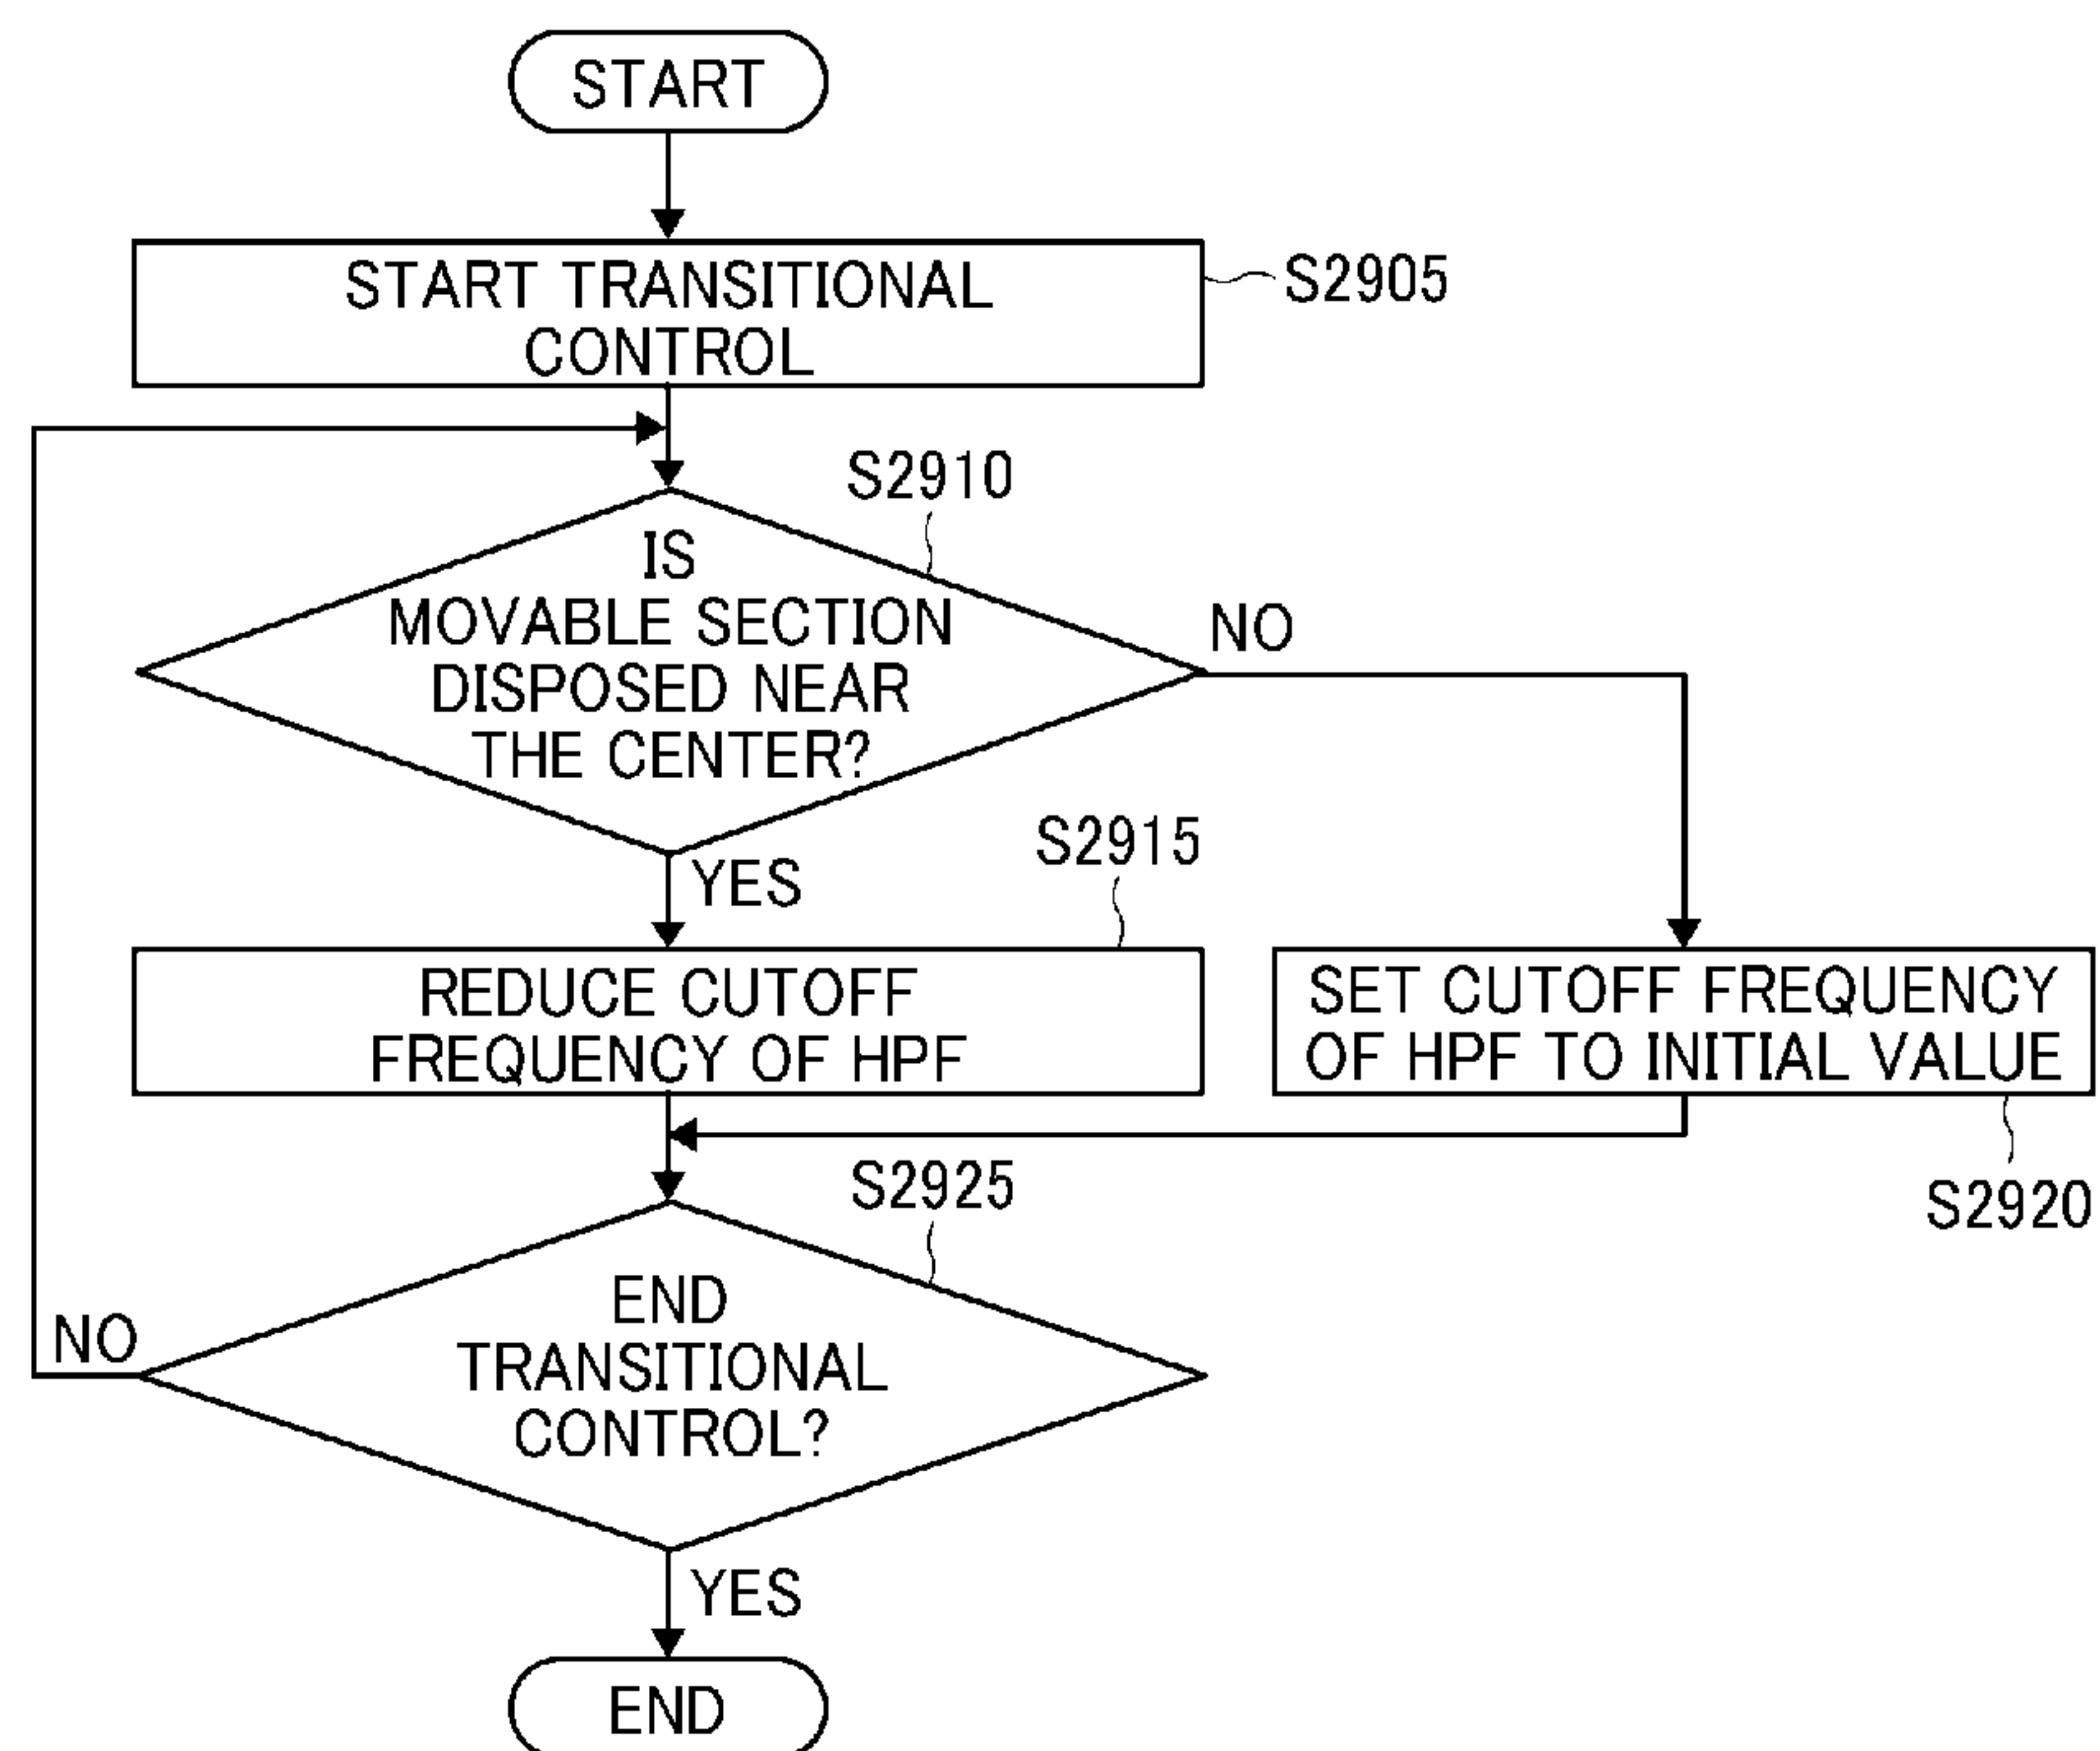 START
START TRANSITIONAL
CONTROL
S2905
S2910
IS
MOVABLE SECTION
DISPOSED NEAR
THE CENTER?
NO
YES
S2915
REDUCE CUTOFF
FREQUENCY OF HPF
SET CUTOFF FREQUENCY
OF HPF TO INITIAL VALUE
S2920
S2925
END
TRANSITIONAL
CONTROL?
NO
YES
END